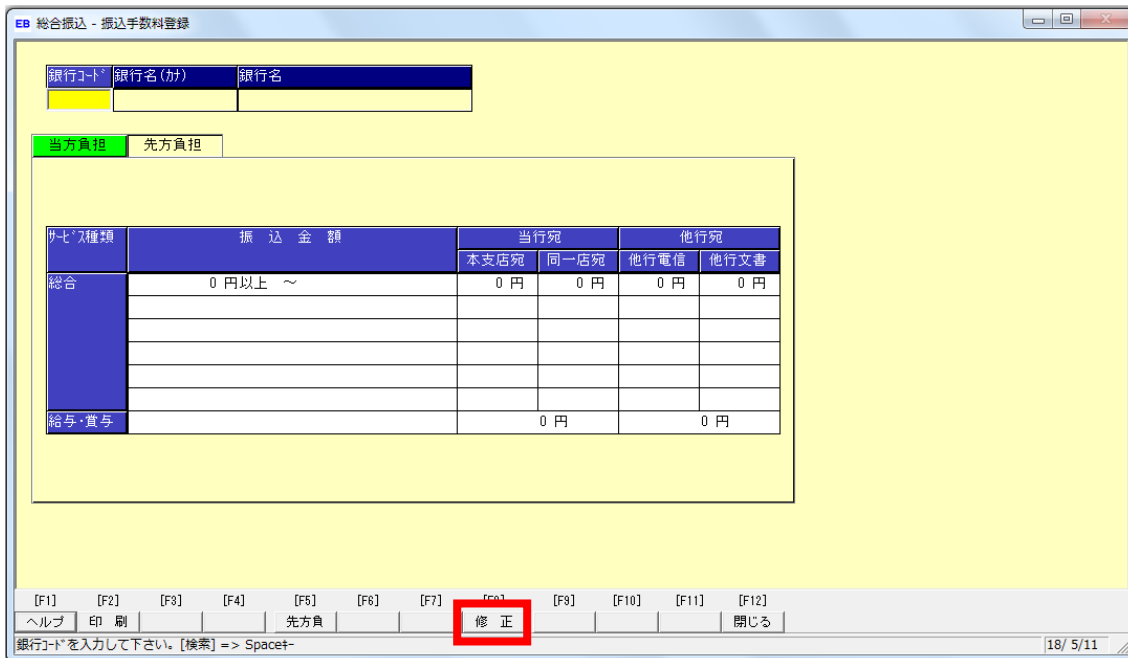 EB 総合振込 - 振込手数料登録
銀行ｺｰﾄﾞ 銀行名(ｶﾅ) 銀行名
当方負担 先方負担
ｻｰﾋﾞｽ種類 振 込 金 額 当行宛 他行宛
本支店宛 同一店宛 他行電信 他行文書
総合 0 円以上 ～ 0 円 0 円 0 円 0 円
給与・賞与 0 円 0 円
[F1] [F2] [F3] [F4] [F5] [F6] [F7] [F9] [F10] [F11] [F12]
ヘルプ 印 刷 先方負 修 正 閉じる
銀行ｺｰﾄﾞを入力して下さい。[検索] => Spaceｷｰ 18/ 5/11